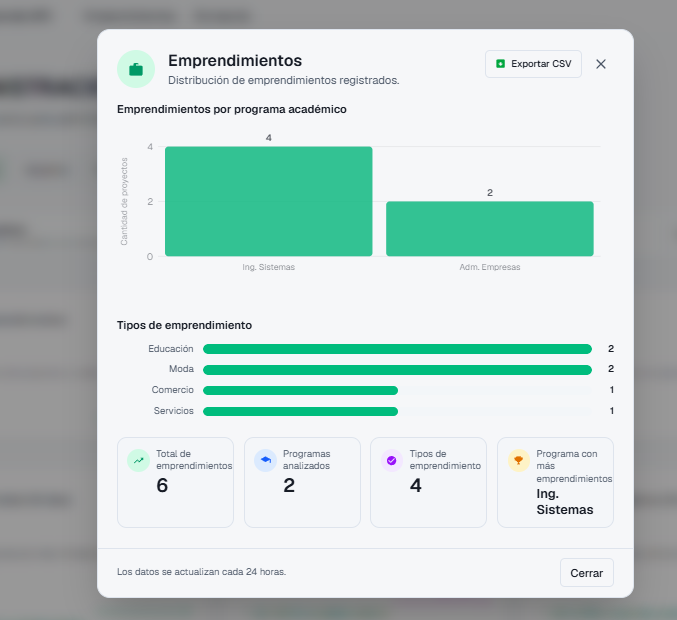 Emprendimientos
Distribución de emprendimientos registrados.
Exportar CSV
Emprendimientos por programa académico
Cantidad de proyectos
4
2
0
4
2
Ing. Sistemas
Adm. Empresas
Tipos de emprendimiento
Educación 2
Moda 2
Comercio 1
Servicios 1
Total de
emprendimientos
6
Programas
analizados
2
Tipos de
emprendimiento
4
Programa con
más
emprendimientos
Ing.
Sistemas
Los datos se actualizan cada 24 horas.
Cerrar